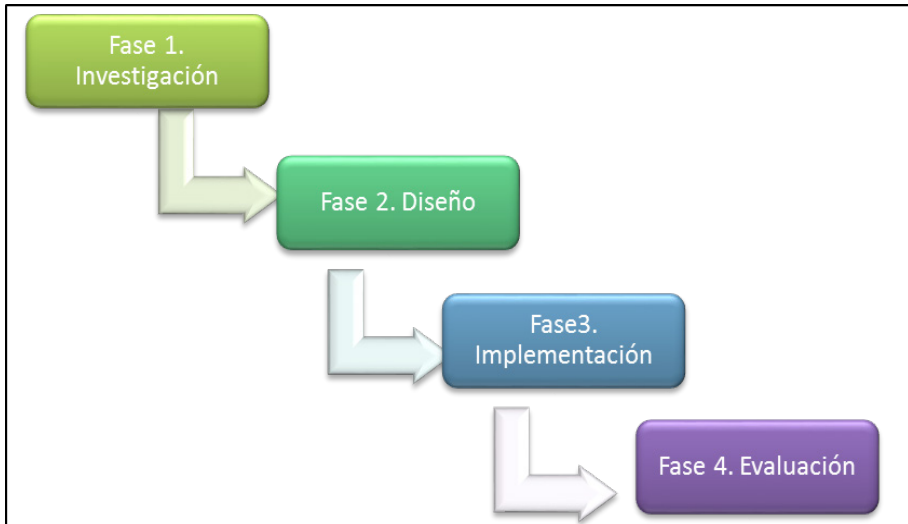 Fase 1.
Investigación
Fase 2. Diseño
Fase3.
Implementación
Fase 4. Evaluación